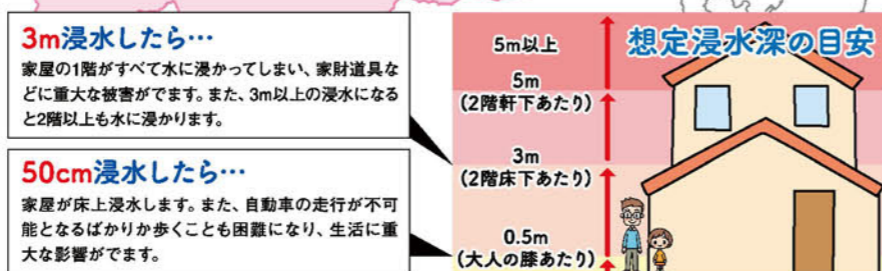 3m浸水したら…
家屋の1階がすべて水に浸かってしまい、家財道具な
どに重大な被害がでます。また、3m以上の浸水になる
と2階以上も水に浸かります。
50cm浸水したら…
家屋が床上浸水します。また、自動車の走行が不可
能となるばかりか歩くことも困難になり、生活に重
大な影響がでます。
想定浸水深の目安
5m以上
5m
(2階軒下あたり)
3m
(2階床下あたり)
0.5m
(大人の膝あたり)